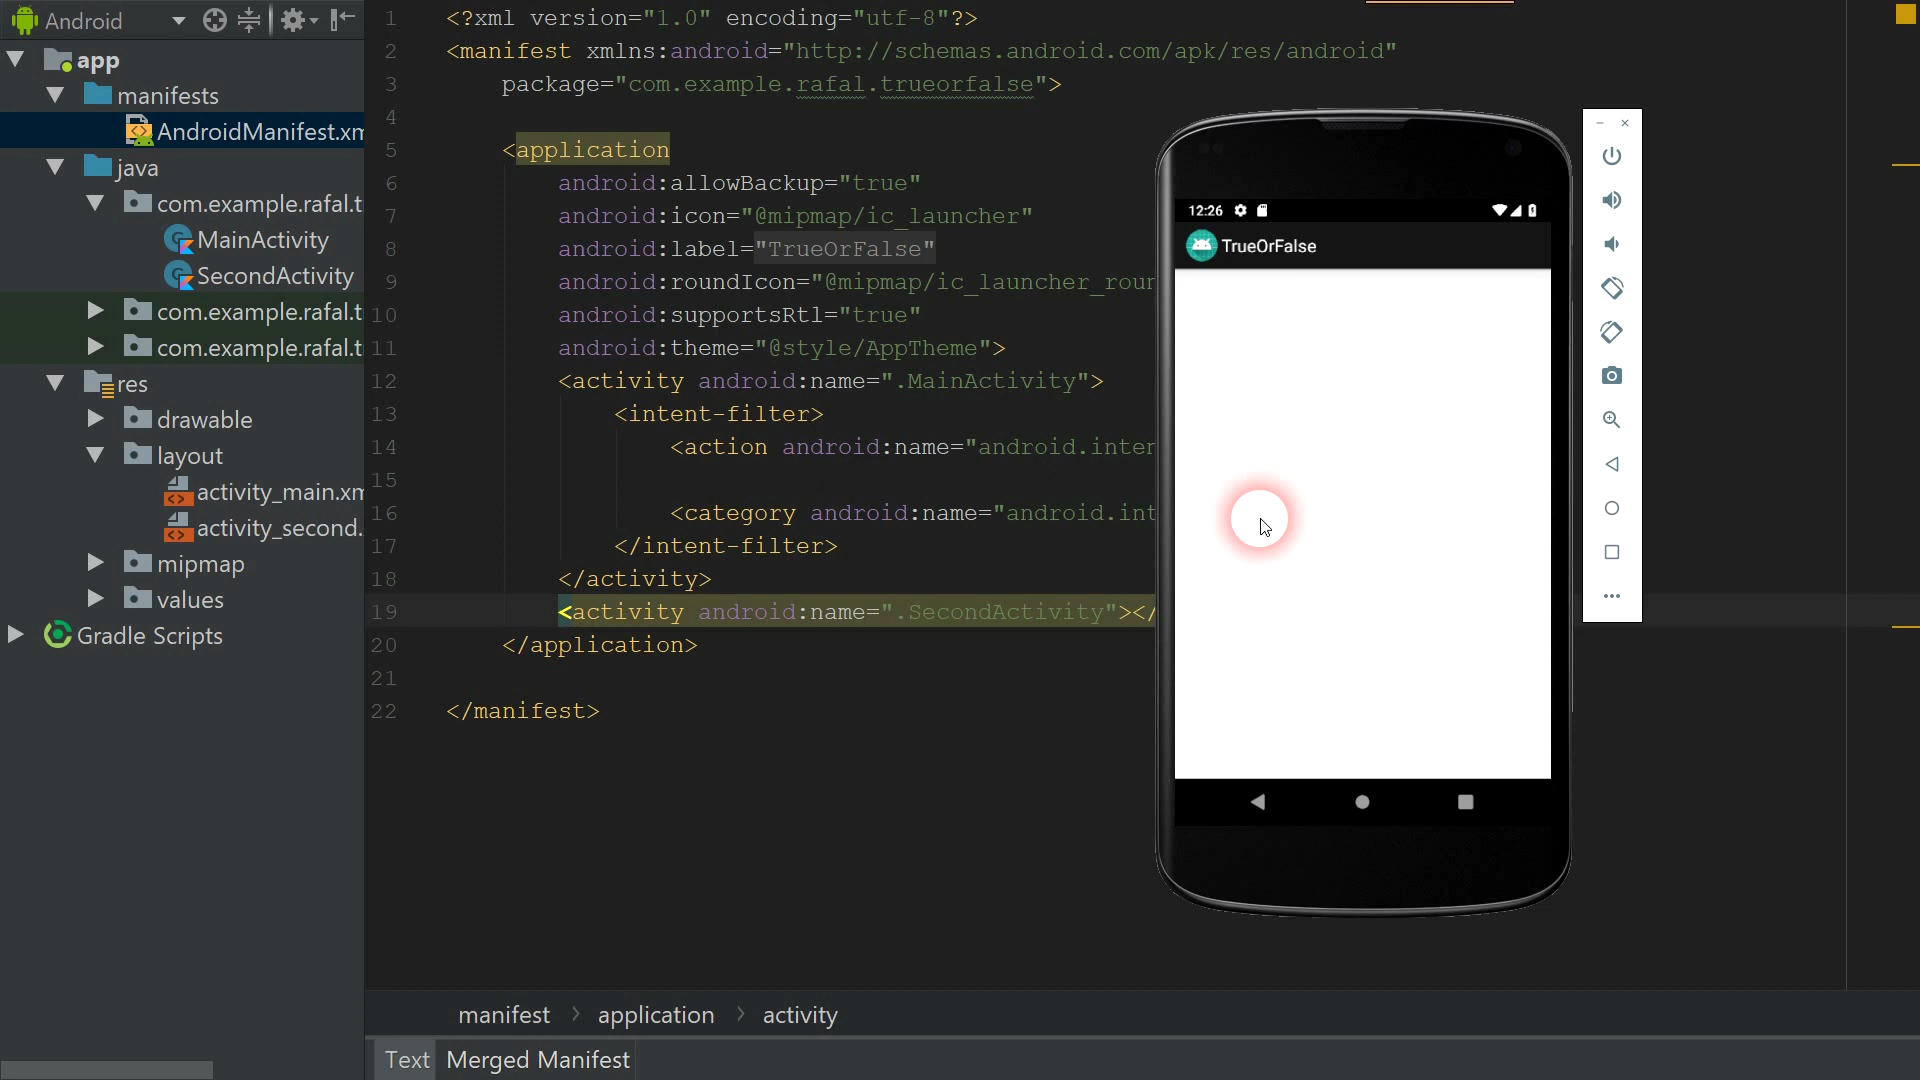 Android
app
manifests
AndroidManifest.xm
java
com.example.rafal.t
MainActivity
SecondActivity
com.example.rafal.t
com.example.rafal.t
res
drawable
layout
activity_main.xm
activity_second.
mipmap
values
Gradle Scripts
1 <?xml version="1.0" encoding="utf-8"?>
2 <manifest xmlns:android="http://schemas.android.com/apk/res/android"
3 package="com.example.rafal.trueorfalse">
4
5 <application
6 android:allowBackup="true"
7 android:icon="@mipmap/ic_launcher"
8 android:label="TrueOrFalse"
9 android:roundIcon="@mipmap/ic_launcher_roun
10 android:supportsRtl="true"
11 android:theme="@style/AppTheme">
12 <activity android:name=".MainActivity">
13 <intent-filter>
14 <action android:name="android.inten
15
16 <category android:name="android.int
17 </intent-filter>
18 </activity>
19 <activity android:name=".SecondActivity"></
20 </application>
21
22 </manifest>
12:26
TrueOrFalse
manifest > application > activity
Text Merged Manifest